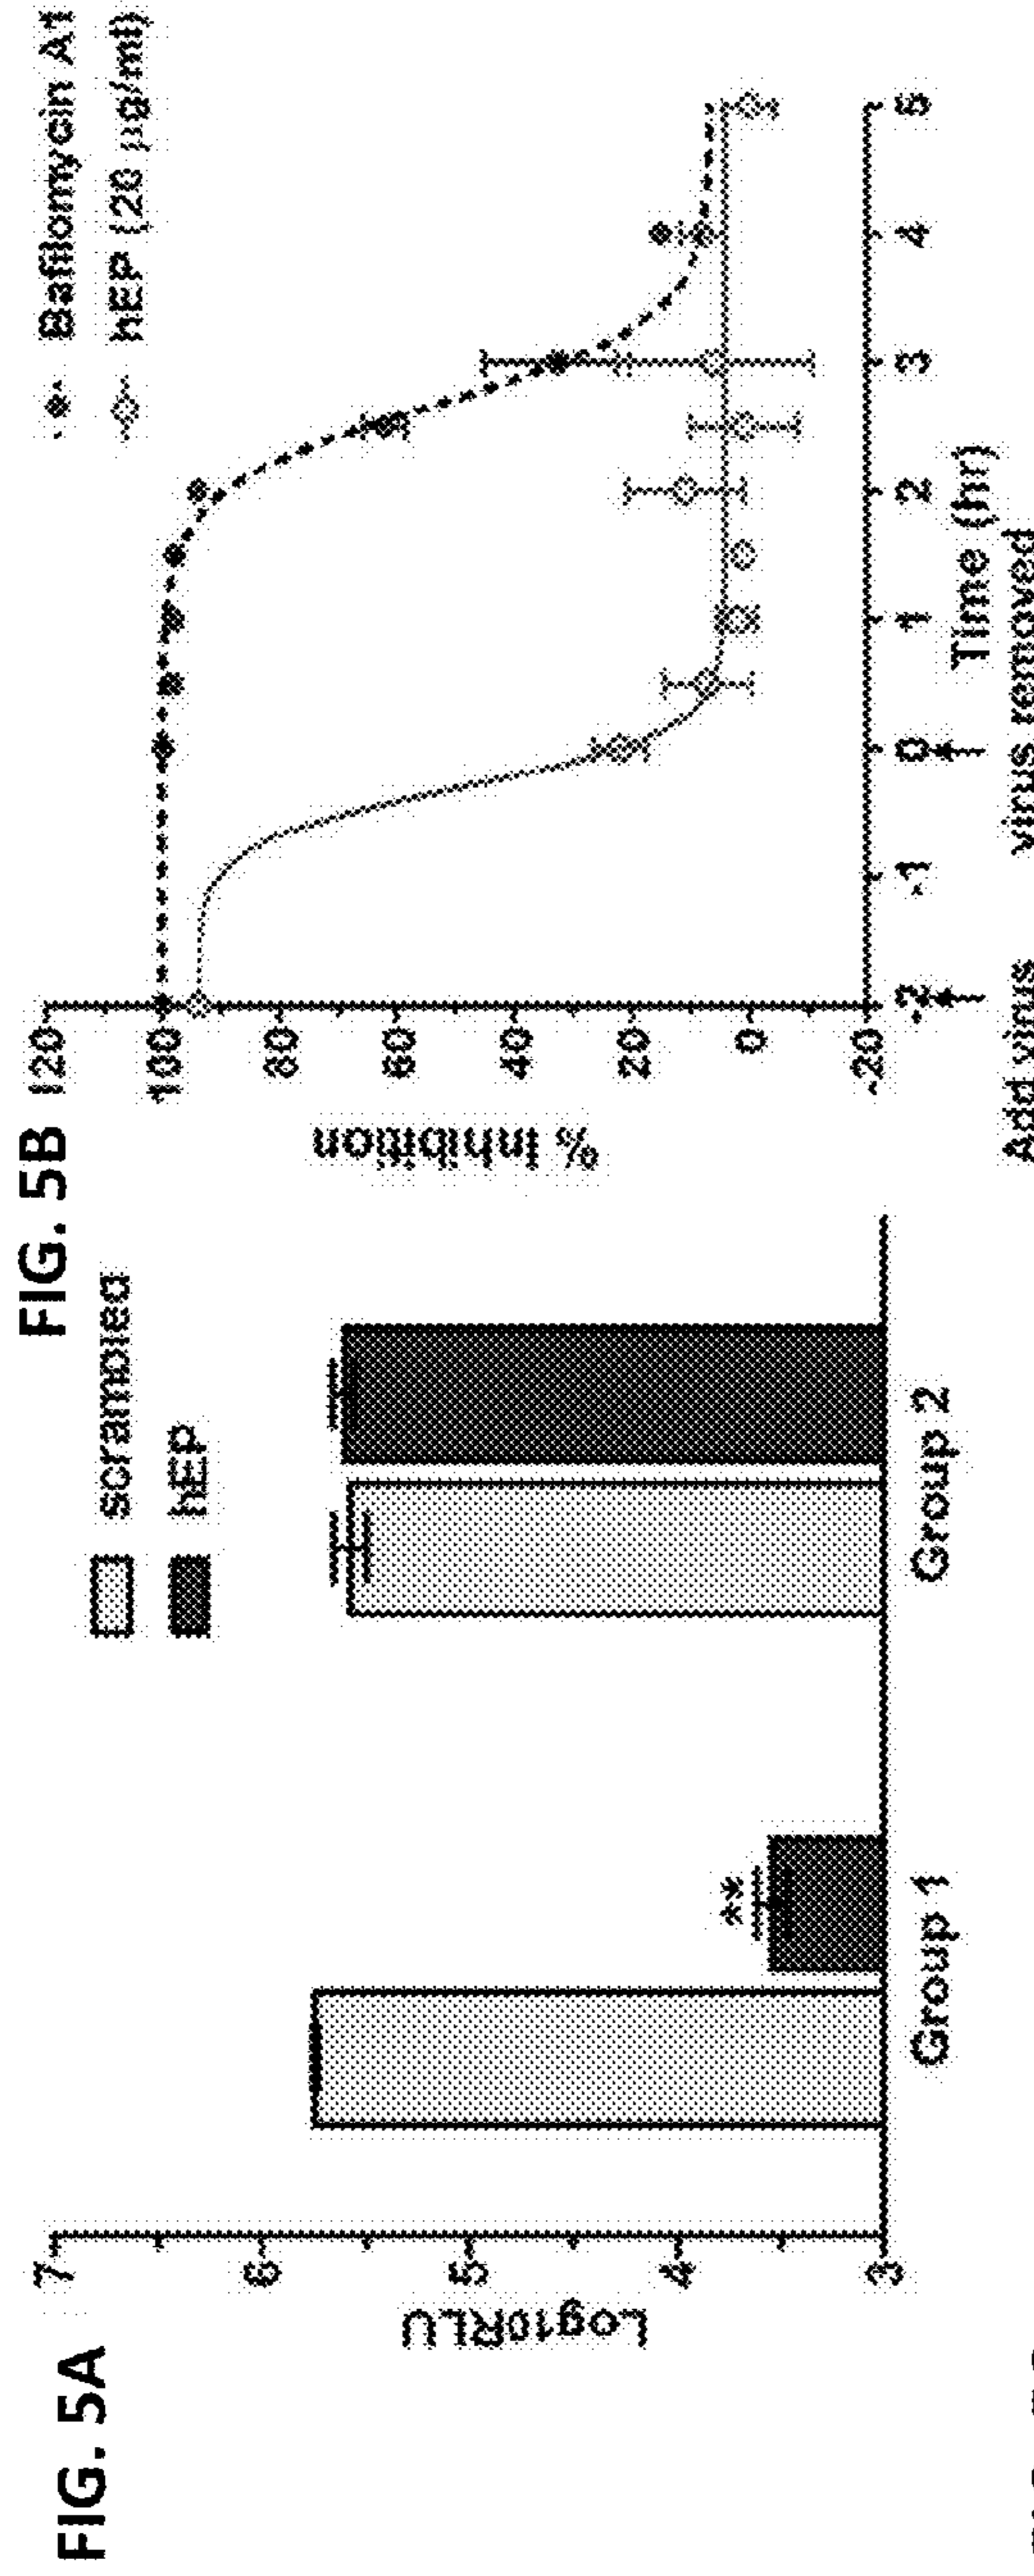 FIG. 5A
Log10RLU
7
6
5
4
3
scrambled
hEP
**
Group 1
Group 2
FIG. 5B
% Inhibition
120
100
80
60
40
20
0
-20
Bafilomycin A1
hEP (20 µg/ml)
-2
-1
0
1
2
3
4
5
Time (hr)
Add virus
virus removed